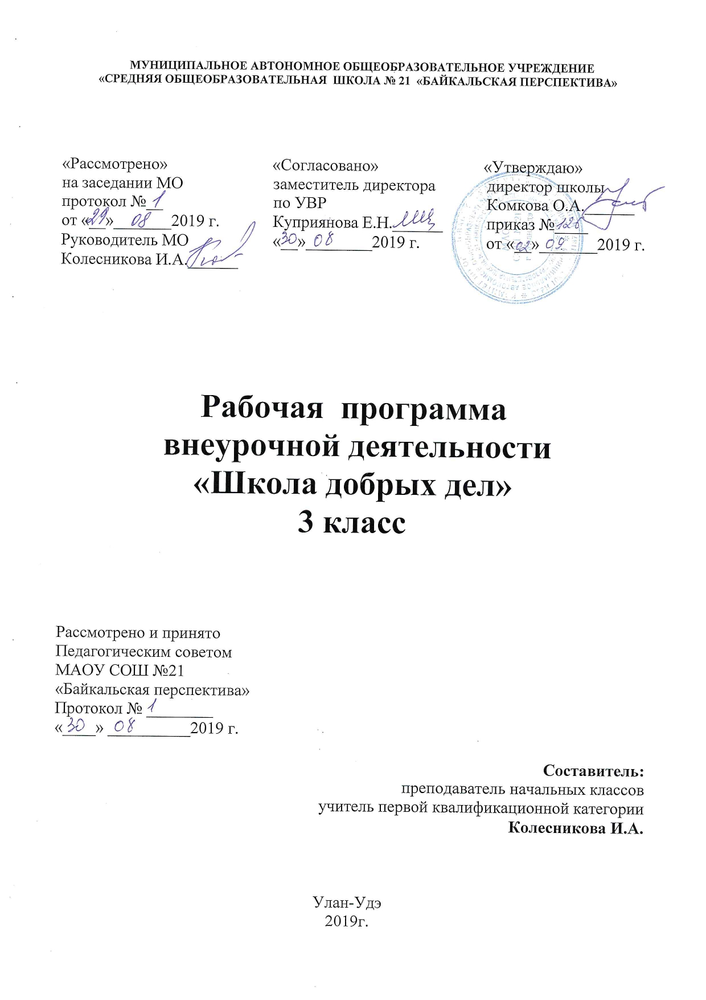 МУНИЦИПАЛЬНОЕ АВТОНОМНОЕ ОБЩЕОБРАЗОВАТЕЛЬНОЕ УЧРЕЖДЕНИЕ
«СРЕДНЯЯ ОБЩЕОБРАЗОВАТЕЛЬНАЯ ШКОЛА № 21 «БАЙКАЛЬСКАЯ ПЕРСПЕКТИВА»
«Рассмотрено»
на заседании МО
протокол № 1
от «29» 08 2019 г.
Руководитель МО
Колесникова И.А.
«Согласовано»
заместитель директора
по УВР
Куприянова Е.Н.
«30» 08 2019 г.
«Утверждаю»
директор школы
Комкова О.А.
приказ № 126
от «02» 09 2019 г.
Рабочая программа
внеурочной деятельности
«Школа добрых дел»
3 класс
Рассмотрено и принято
Педагогическим советом
МАОУ СОШ №21
«Байкальская перспектива»
Протокол № 1
«30» 08 2019 г.
Составитель:
преподаватель начальных классов
учитель первой квалификационной категории
Колесникова И.А.
Улан-Удэ
2019г.